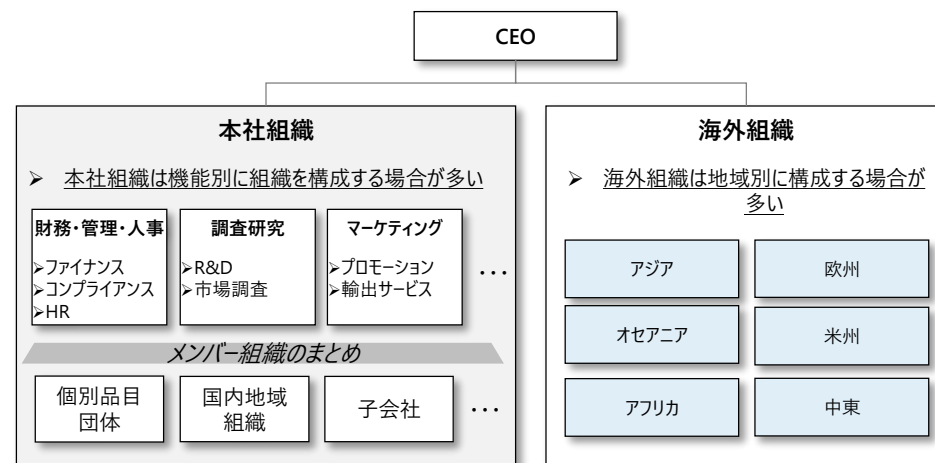 CEO
本社組織
➢ 本社組織は機能別に組織を構成する場合が多い
財務・管理・人事
➢ファイナンス
➢コンプライアンス
➢HR
調査研究
➢R&D
➢市場調査
マーケティング
➢プロモーション
➢輸出サービス
・・・
メンバー組織のまとめ
個別品目
団体
国内地域
組織
子会社
・・・
海外組織
➢ 海外組織は地域別に構成する場合が
多い
アジア
欧州
オセアニア
米州
アフリカ
中東